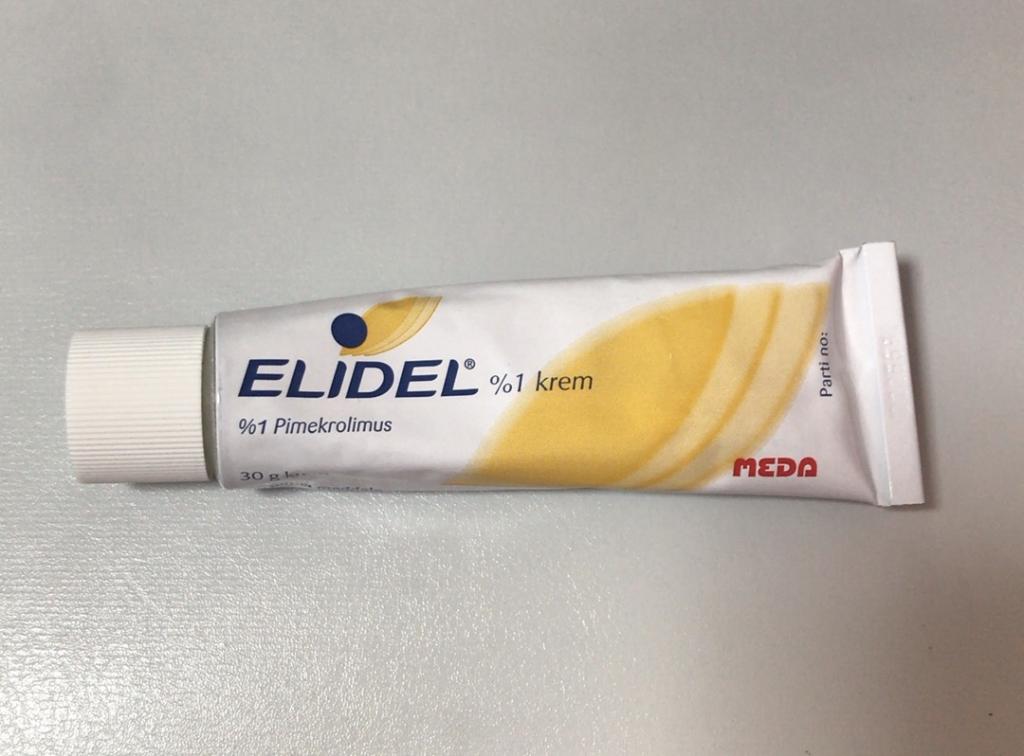 ELIDEL® %1 krem
%1 Pimekrolimus
30 g
Parti no:
MEDA